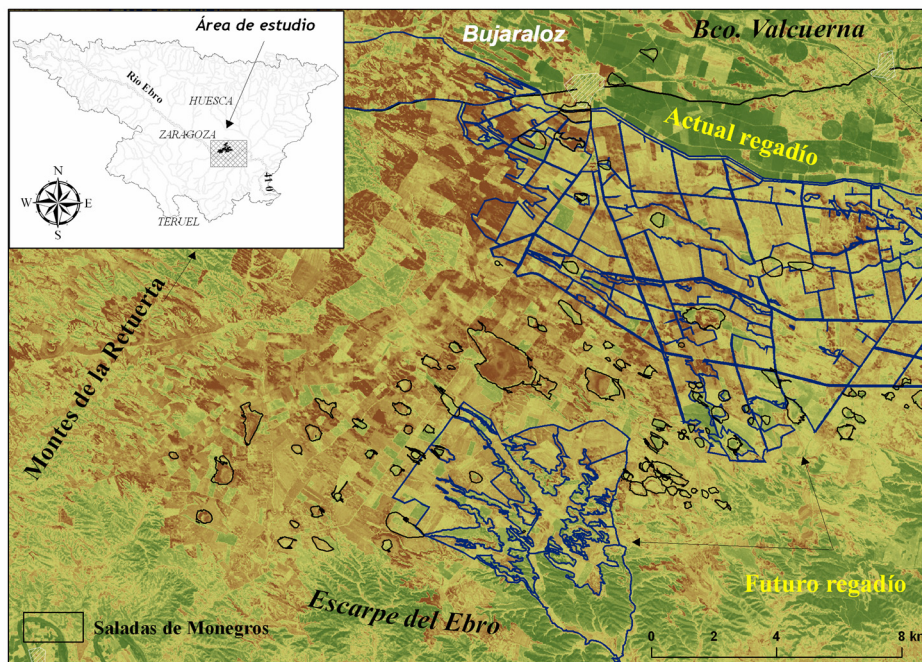 Área de estudio
Río Ebro
HUESCA
ZARAGOZA
TERUEL
N
W
E
S
Bujaraloz
Bco. Valcuerna
Actual regadío
Montes de la Retuerta
Escarpe del Ebro
Futuro regadío
Saladas de Monegros
0 2 4 8 km